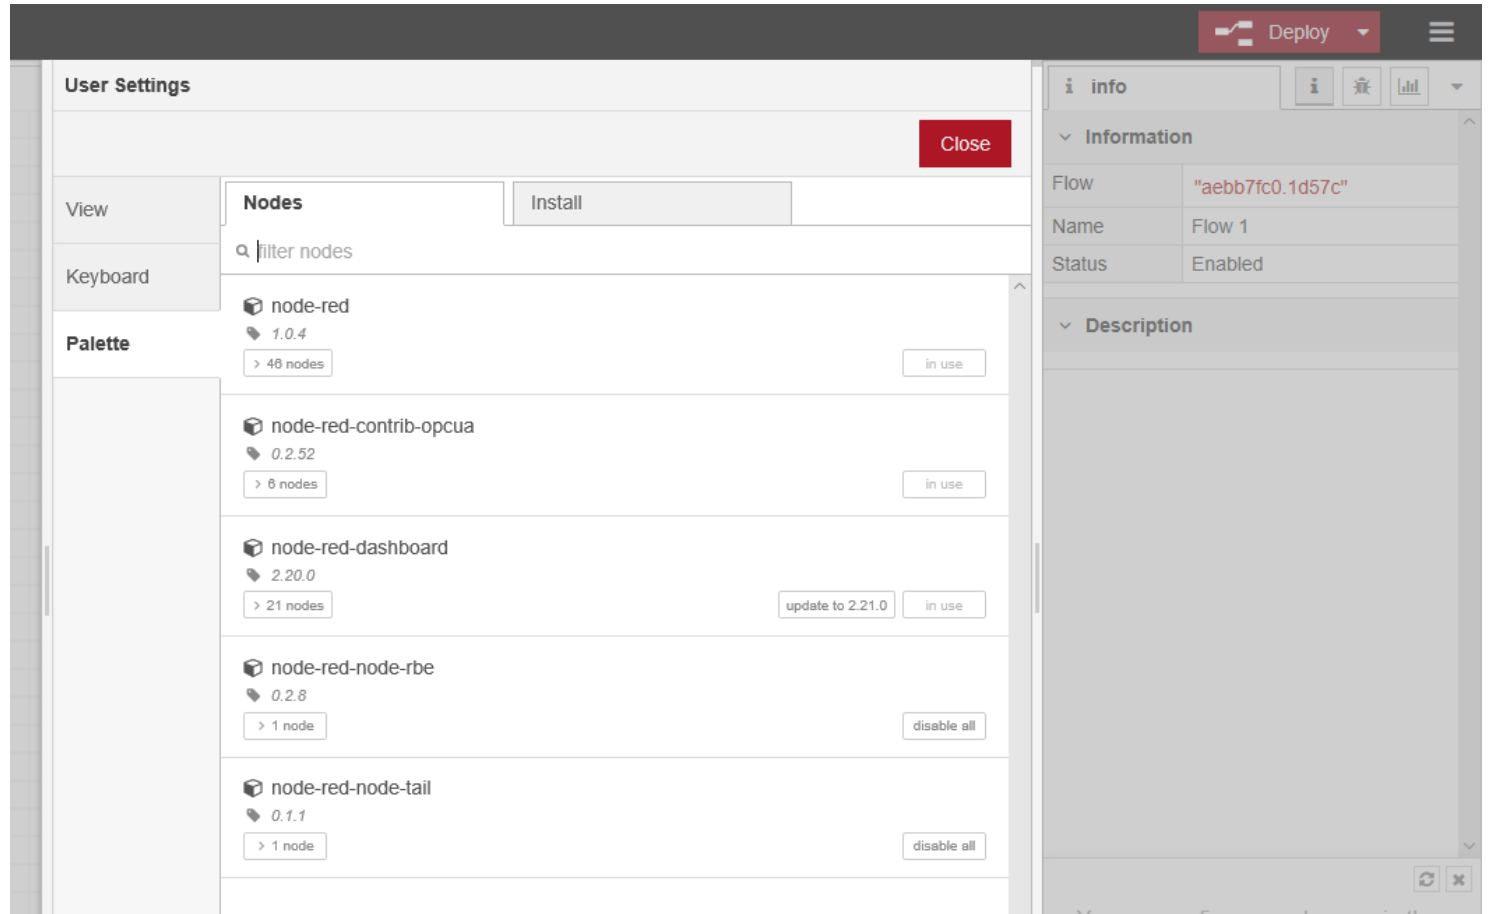 Deploy
User Settings
Close
View
Keyboard
Palette
Nodes
Install
filter nodes
node-red
1.0.4
46 nodes
in use
node-red-contrib-opcua
0.2.52
6 nodes
in use
node-red-dashboard
2.20.0
21 nodes
update to 2.21.0
in use
node-red-node-rbe
0.2.8
1 node
disable all
node-red-node-tail
0.1.1
1 node
disable all
i info
i
Information
Flow "aebb7fc0.1d57c"
Name Flow 1
Status Enabled
Description